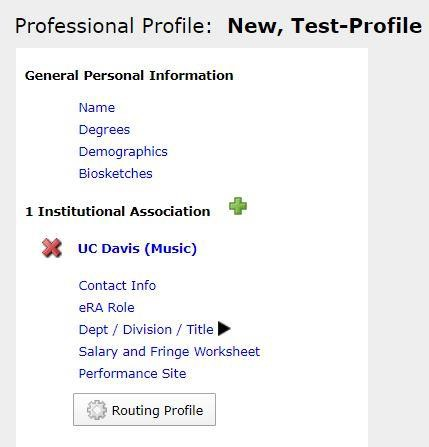 Professional Profile: New, Test-Profile
General Personal Information
Name
Degrees
Demographics
Biosketches
1 Institutional Association
UC Davis (Music)
Contact Info
eRA Role
Dept / Division / Title
Salary and Fringe Worksheet
Performance Site
Routing Profile